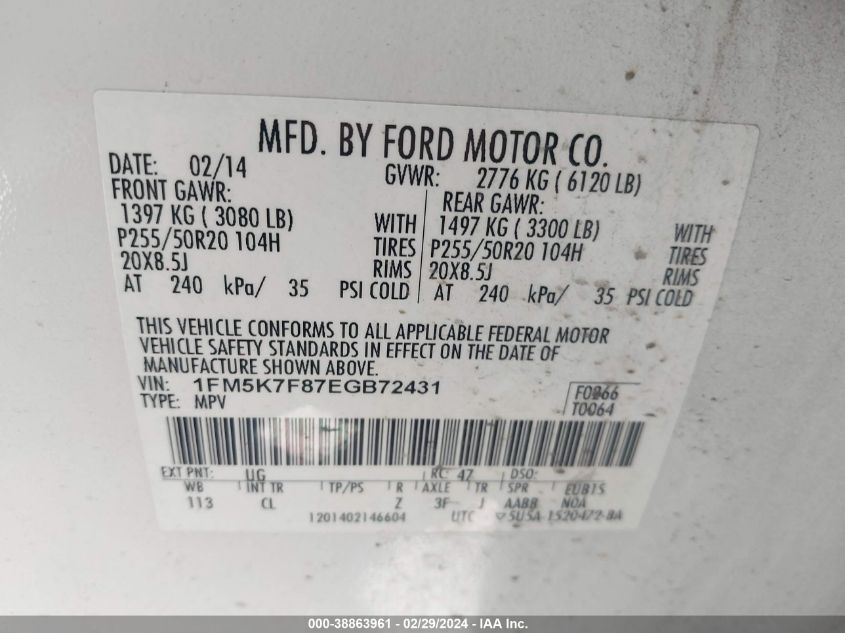 MFD. BY FORD MOTOR CO.
DATE: 02/14 GVWR: 2776 KG ( 6120 LB)
FRONT GAWR: REAR GAWR:
1397 KG ( 3080 LB) WITH 1497 KG ( 3300 LB) WITH
P255/50R20 104H TIRES P255/50R20 104H TIRES
20X8.5J RIMS 20X8.5J RIMS
AT 240 kPa/ 35 PSI COLD AT 240 kPa/ 35 PSI COLD
THIS VEHICLE CONFORMS TO ALL APPLICABLE FEDERAL MOTOR
VEHICLE SAFETY STANDARDS IN EFFECT ON THE DATE OF
MANUFACTURE SHOWN ABOVE.
VIN: 1FM5K7F87EGB72431 F0266
TYPE: MPV T0064
EXT PNT: UG RC: 47 DSO:
WB INT TR TP/PS R AXLE TR SPR EUB15
113 CL Z 3F J AABB N0A
1201402146604 UTC 5U5A-1520472-BA
000-38863961 - 02/29/2024 - IAA Inc.